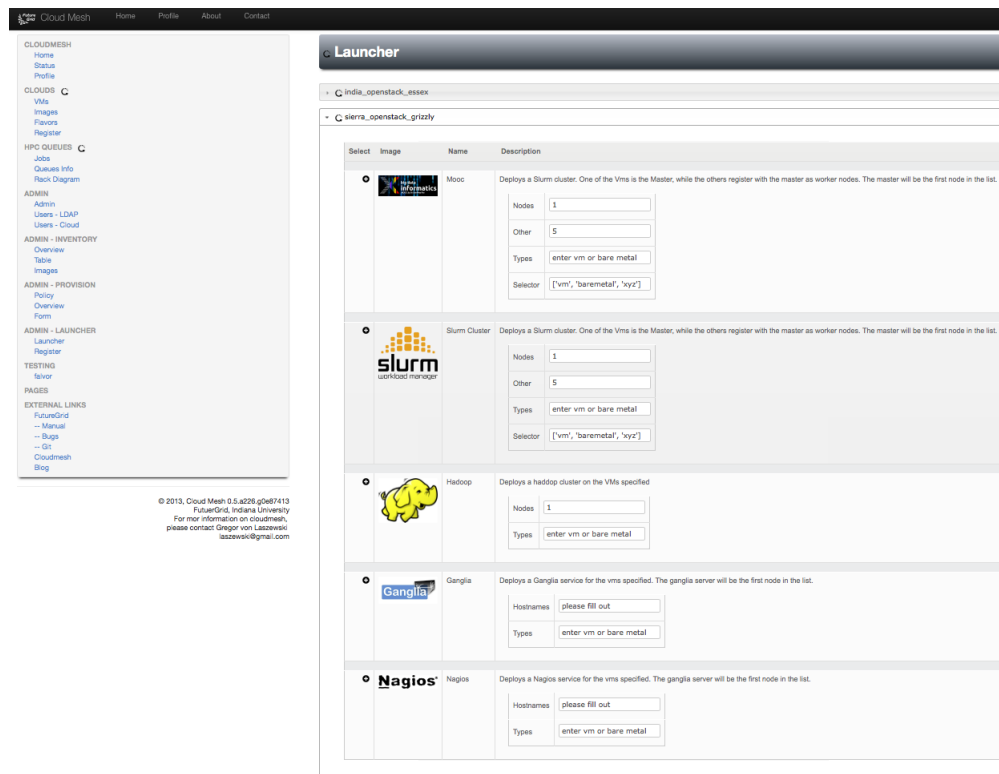 Future Grid Cloud Mesh Home Profile About Contact
CLOUDMESH
Home
Status
Profile
CLOUDS
VMs
Images
Flavors
Register
HPC QUEUES
Jobs
Queues Info
Rack Diagram
ADMIN
Admin
Users - LDAP
Users - Cloud
ADMIN - INVENTORY
Overview
Table
Images
ADMIN - PROVISION
Policy
Overview
Form
ADMIN - LAUNCHER
Launcher
Register
TESTING
faivor
PAGES
EXTERNAL LINKS
FutureGrid
-- Manual
-- Bugs
-- Git
Cloudmesh
Blog
© 2013, Cloud Mesh 0.5.a226.g0e87413
FutuerGrid, Indiana University
For mor information on cloudmesh,
please contact Gregor von Laszewski
laszewski@gmail.com
Launcher
india_openstack_essex
sierra_openstack_grizzly
Select Image Name Description
informatics
Mooc Deploys a Slurm cluster. One of the Vms is the Master, while the others register with the master as worker nodes. The master will be the first node in the list.
Nodes 1
Other 5
Types enter vm or bare metal
Selector ['vm', 'baremetal', 'xyz']
slurm
workload manager
Slurm Cluster Deploys a Slurm cluster. One of the Vms is the Master, while the others register with the master as worker nodes. The master will be the first node in the list.
Nodes 1
Other 5
Types enter vm or bare metal
Selector ['vm', 'baremetal', 'xyz']
Hadoop Deploys a haddop cluster on the VMs specified
Nodes 1
Types enter vm or bare metal
Ganglia
Ganglia Deploys a Ganglia service for the vms specified. The ganglia server will be the first node in the list.
Hostnames please fill out
Types enter vm or bare metal
Nagios®
Nagios Deploys a Nagios service for the vms specified. The ganglia server will be the first node in the list.
Hostnames please fill out
Types enter vm or bare metal